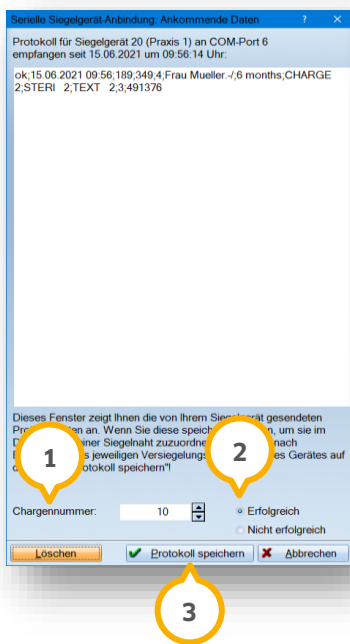 Serielle Siegelgerät-Anbindung: Ankommende Daten ? ×
Protokoll für Siegelgerät 20 (Praxis 1) an COM-Port 6
empfangen seit 15.06.2021 um 09:56:14 Uhr:
ok;15.06.2021 09:56;189;349;4;Frau Mueller.-/;6 months;CHARGE
2;STERI 2;TEXT 2;3;491376
Dieses Fenster zeigt Ihnen die von Ihrem Siegelgerät gesendeten
an. Wenn Sie diese um sie im
einer Siegelnaht nach
jeweiligen Gerätes auf
speichern"!
1
2
Chargennummer: 10
Erfolgreich
Nicht erfolgreich
Löschen
Protokoll speichern
Abbrechen
3